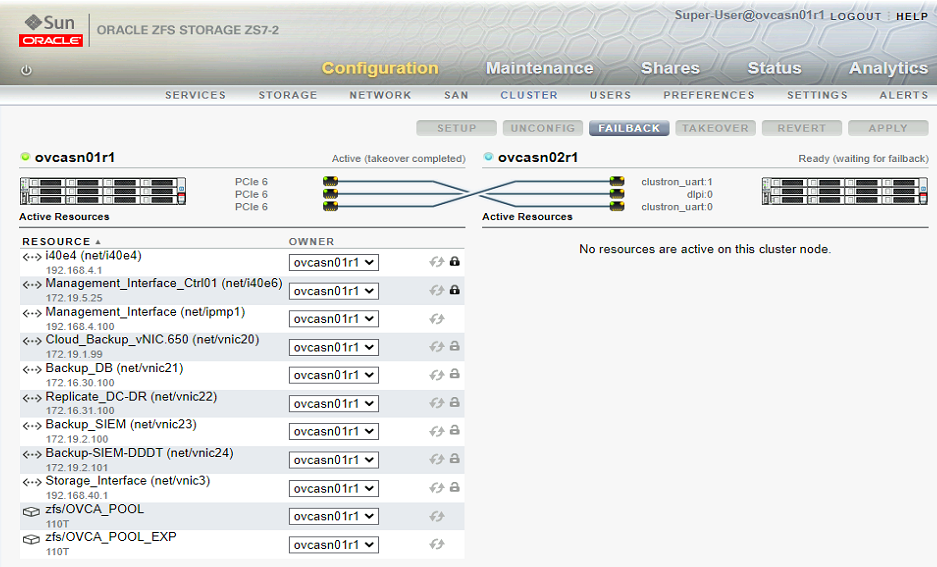 Sun
ORACLE
ORACLE ZFS STORAGE ZS7-2
Super-User@ovcasn01r1 LOGOUT HELP
Configuration Maintenance Shares Status Analytics
SERVICES STORAGE NETWORK SAN CLUSTER USERS PREFERENCES SETTINGS ALERTS
SETUP UNCONFIG FAILBACK TAKEOVER REVERT APPLY
ovcasn01r1 Active (takeover completed)
ovcasn02r1 Ready (waiting for failback)
PCIe 6 clustron_uart:1
PCIe 6 dlpi:0
PCIe 6 clustron_uart:0
Active Resources
Active Resources
RESOURCE ▲ OWNER
No resources are active on this cluster node.
i40e4 (net/i40e4) ovcasn01r1
192.168.4.1
Management_Interface_Ctrl01 (net/i40e6) ovcasn01r1
172.19.5.25
Management_Interface (net/ipmp1) ovcasn01r1
192.168.4.100
Cloud_Backup_vNIC.650 (net/vnic20) ovcasn01r1
172.19.1.99
Backup_DB (net/vnic21) ovcasn01r1
172.16.30.100
Replicate_DC-DR (net/vnic22) ovcasn01r1
172.16.31.100
Backup_SIEM (net/vnic23) ovcasn01r1
172.19.2.100
Backup-SIEM-DDDT (net/vnic24) ovcasn01r1
172.19.2.101
Storage_Interface (net/vnic3) ovcasn01r1
192.168.40.1
zfs/OVCA_POOL ovcasn01r1
110T
zfs/OVCA_POOL_EXP ovcasn01r1
110T